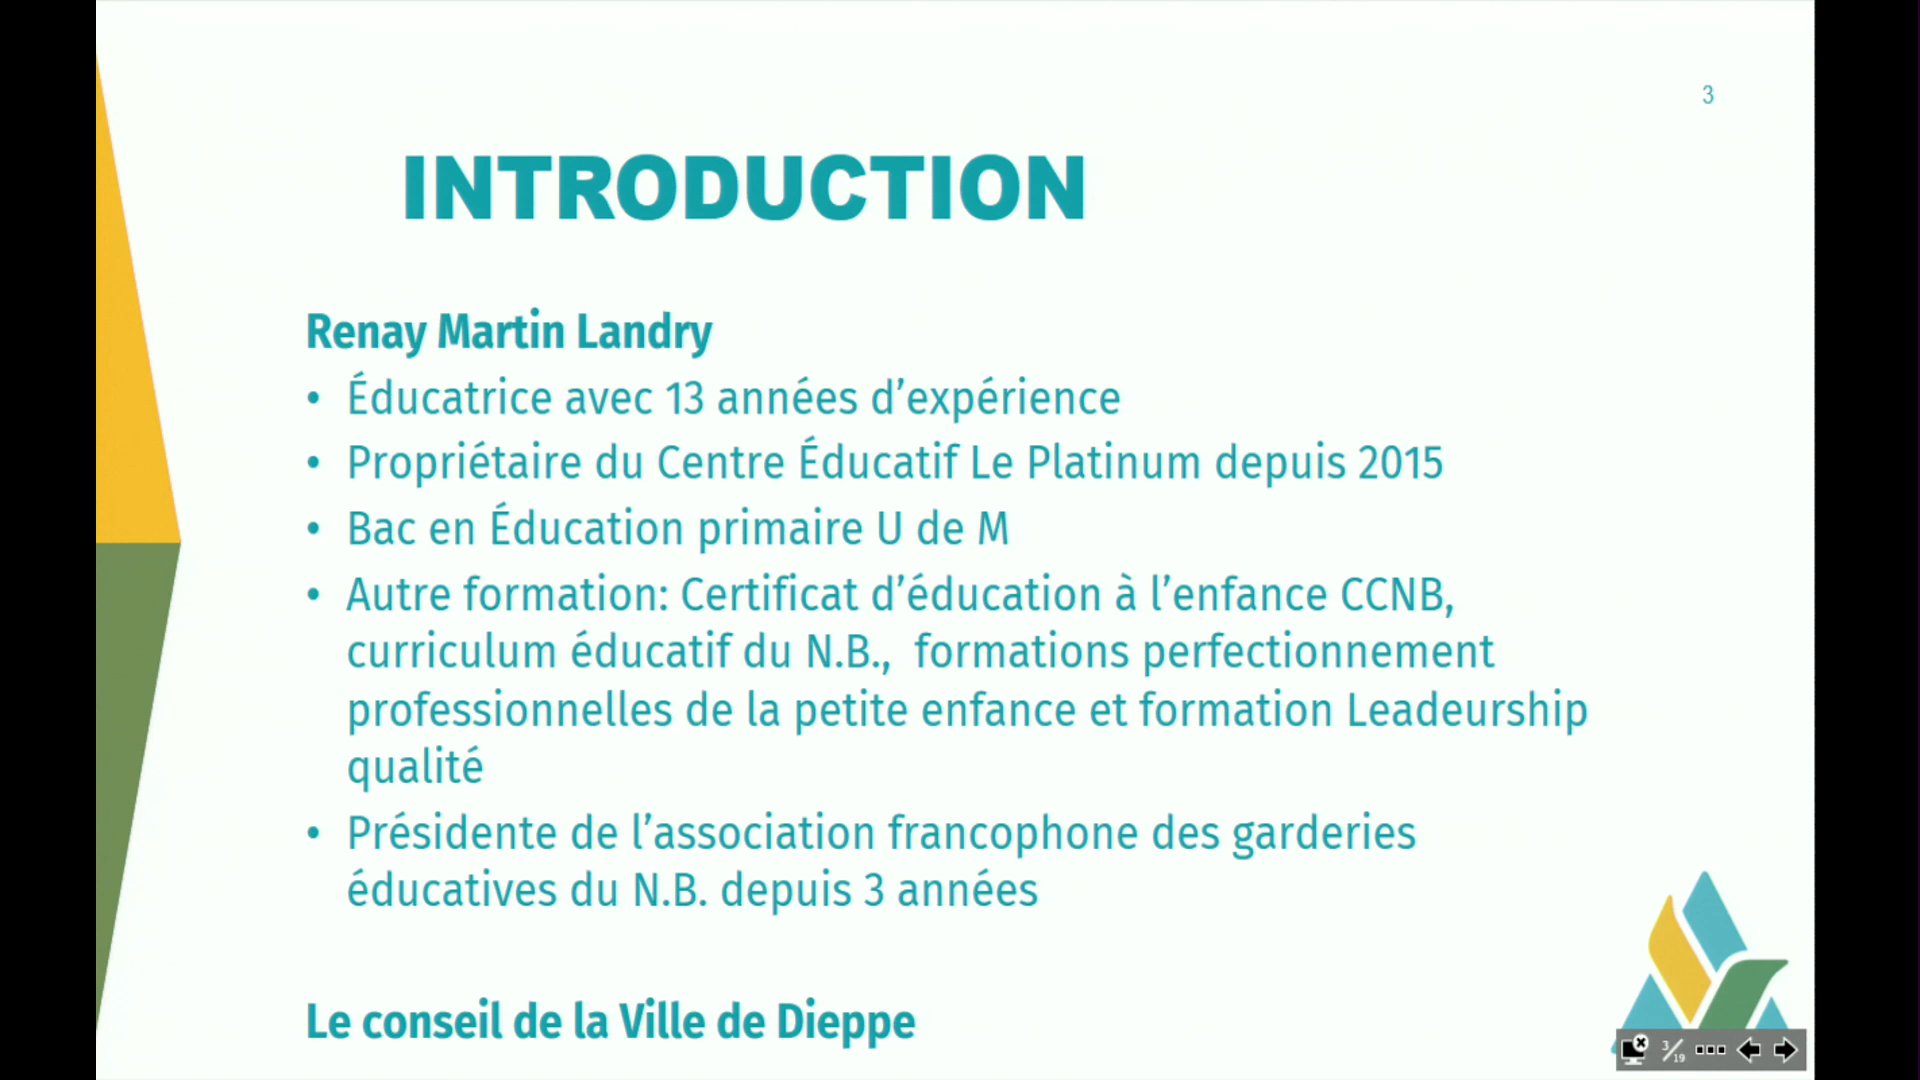 3
INTRODUCTION
Renay Martin Landry
• Éducatrice avec 13 années d’expérience
• Propriétaire du Centre Éducatif Le Platinum depuis 2015
• Bac en Éducation primaire U de M
• Autre formation: Certificat d’éducation à l’enfance CCNB,
curriculum éducatif du N.B.,  formations perfectionnement
professionnelles de la petite enfance et formation Leadeurship
qualité
• Présidente de l’association francophone des garderies
éducatives du N.B. depuis 3 années
Le conseil de la Ville de Dieppe
3/19